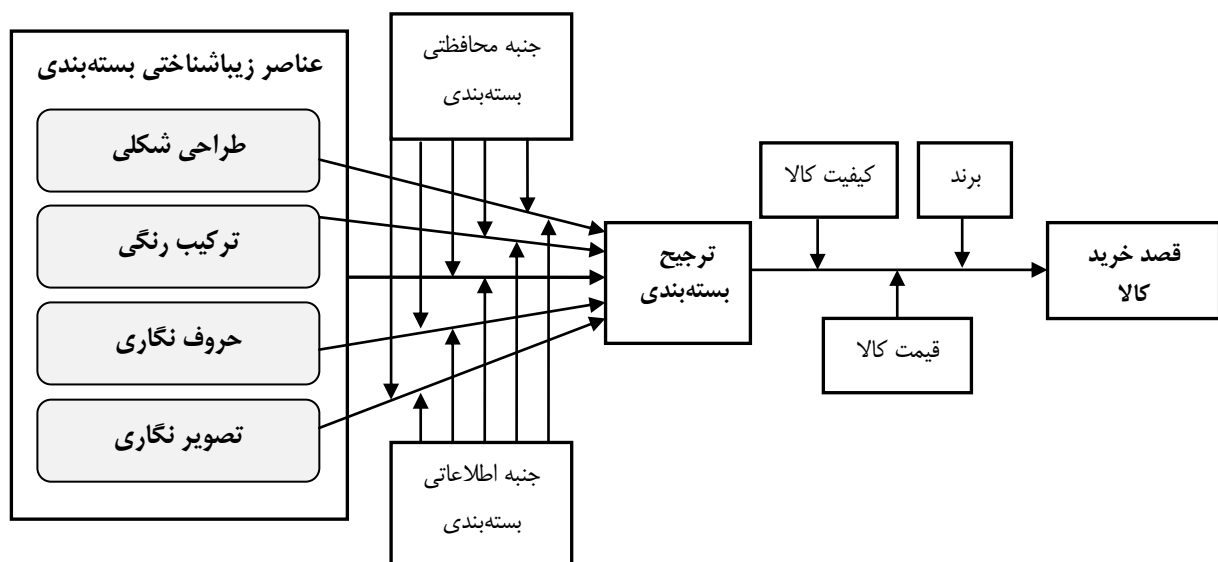 عناصر زیباشناختی بسته‌بندی
طراحی شکلی
ترکیب رنگی
حروف نگاری
تصویر نگاری
جنبه محافظتی
بسته‌بندی
جنبه اطلاعاتی
بسته‌بندی
ترجیح
بسته‌بندی
کیفیت کالا
برند
قیمت کالا
قصد خرید
کالا